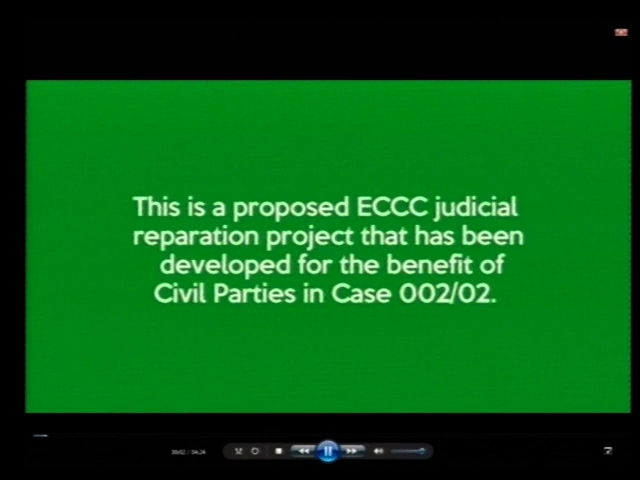 This is a proposed ECCC judicial
reparation project that has been
developed for the benefit of
Civil Parties in Case 002/02.